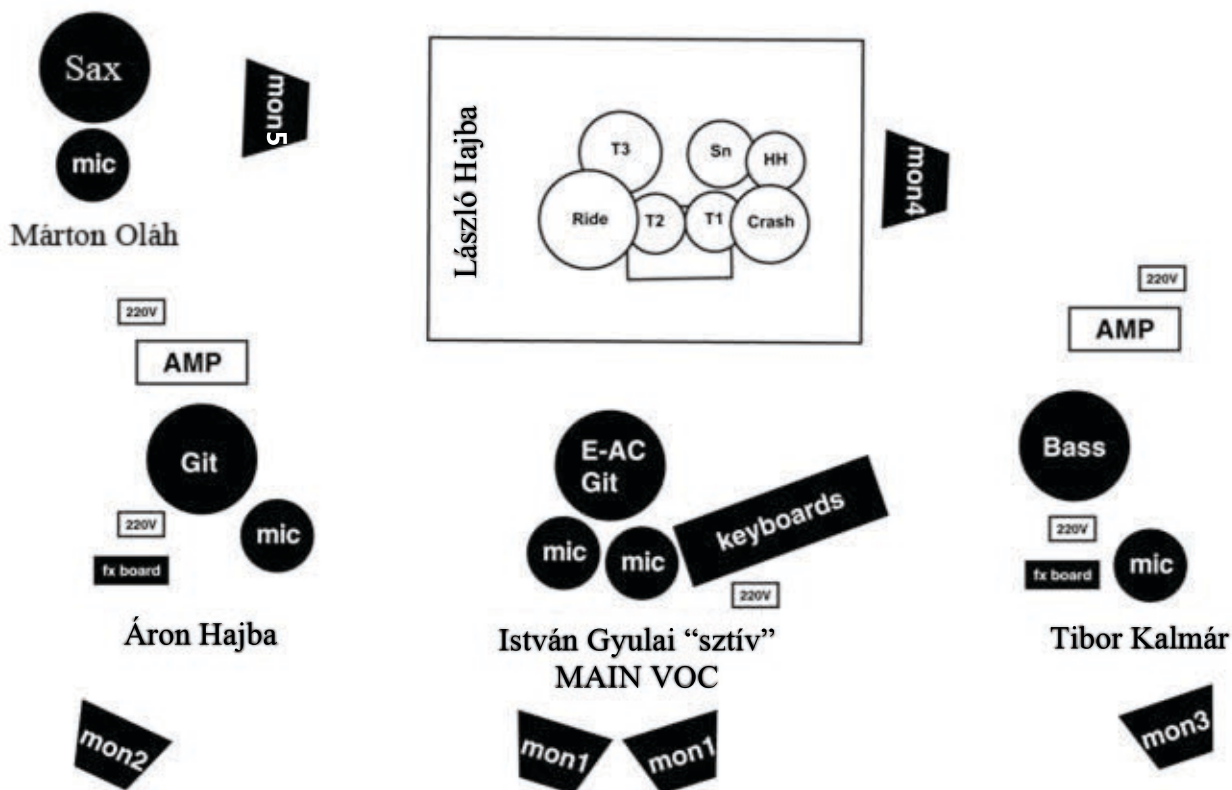 Sax
mic
Márton Oláh
mon5
László Hajba
T3
Sn
HH
Ride
T2
T1
Crash
mon4
220V
AMP
Git
220V
mic
fx board
Áron Hajba
E-AC
Git
mic
mic
keyboards
220V
István Gyulai “sztív”
MAIN VOC
220V
AMP
Bass
220V
fx board
mic
Tibor Kalmár
mon2
mon1
mon1
mon3